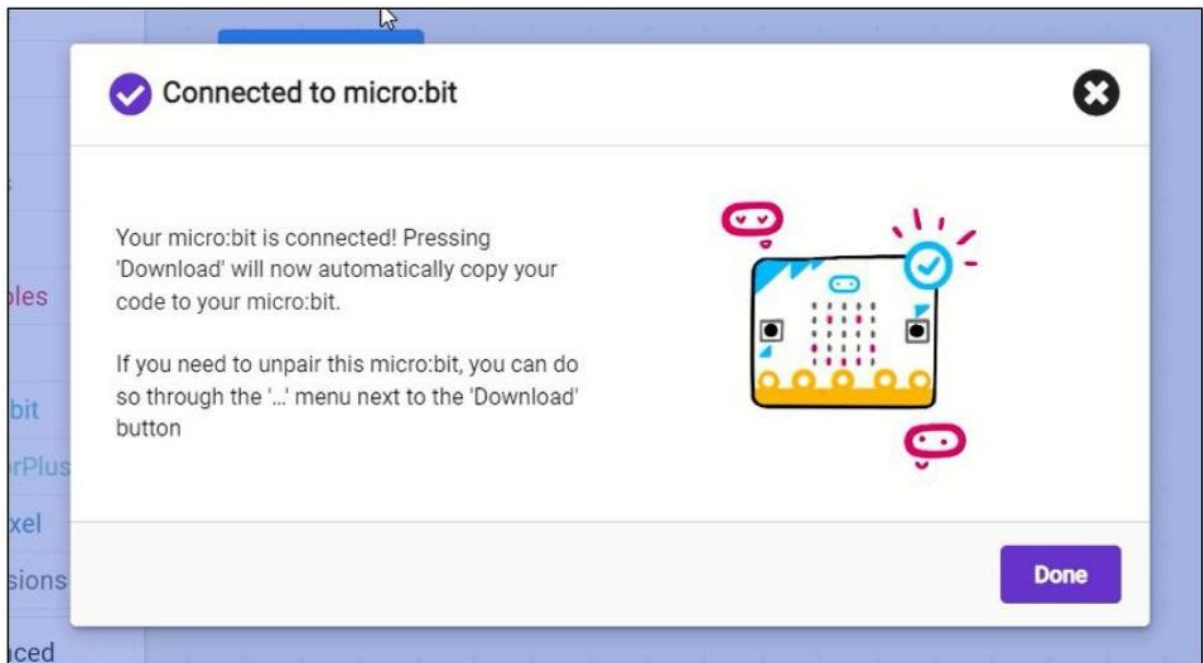 Connected to micro:bit
Your micro:bit is connected! Pressing
'Download' will now automatically copy your
code to your micro:bit.
If you need to unpair this micro:bit, you can do
so through the '...' menu next to the 'Download'
button
Done
bles
bit
rPlus
xel
sions
ced